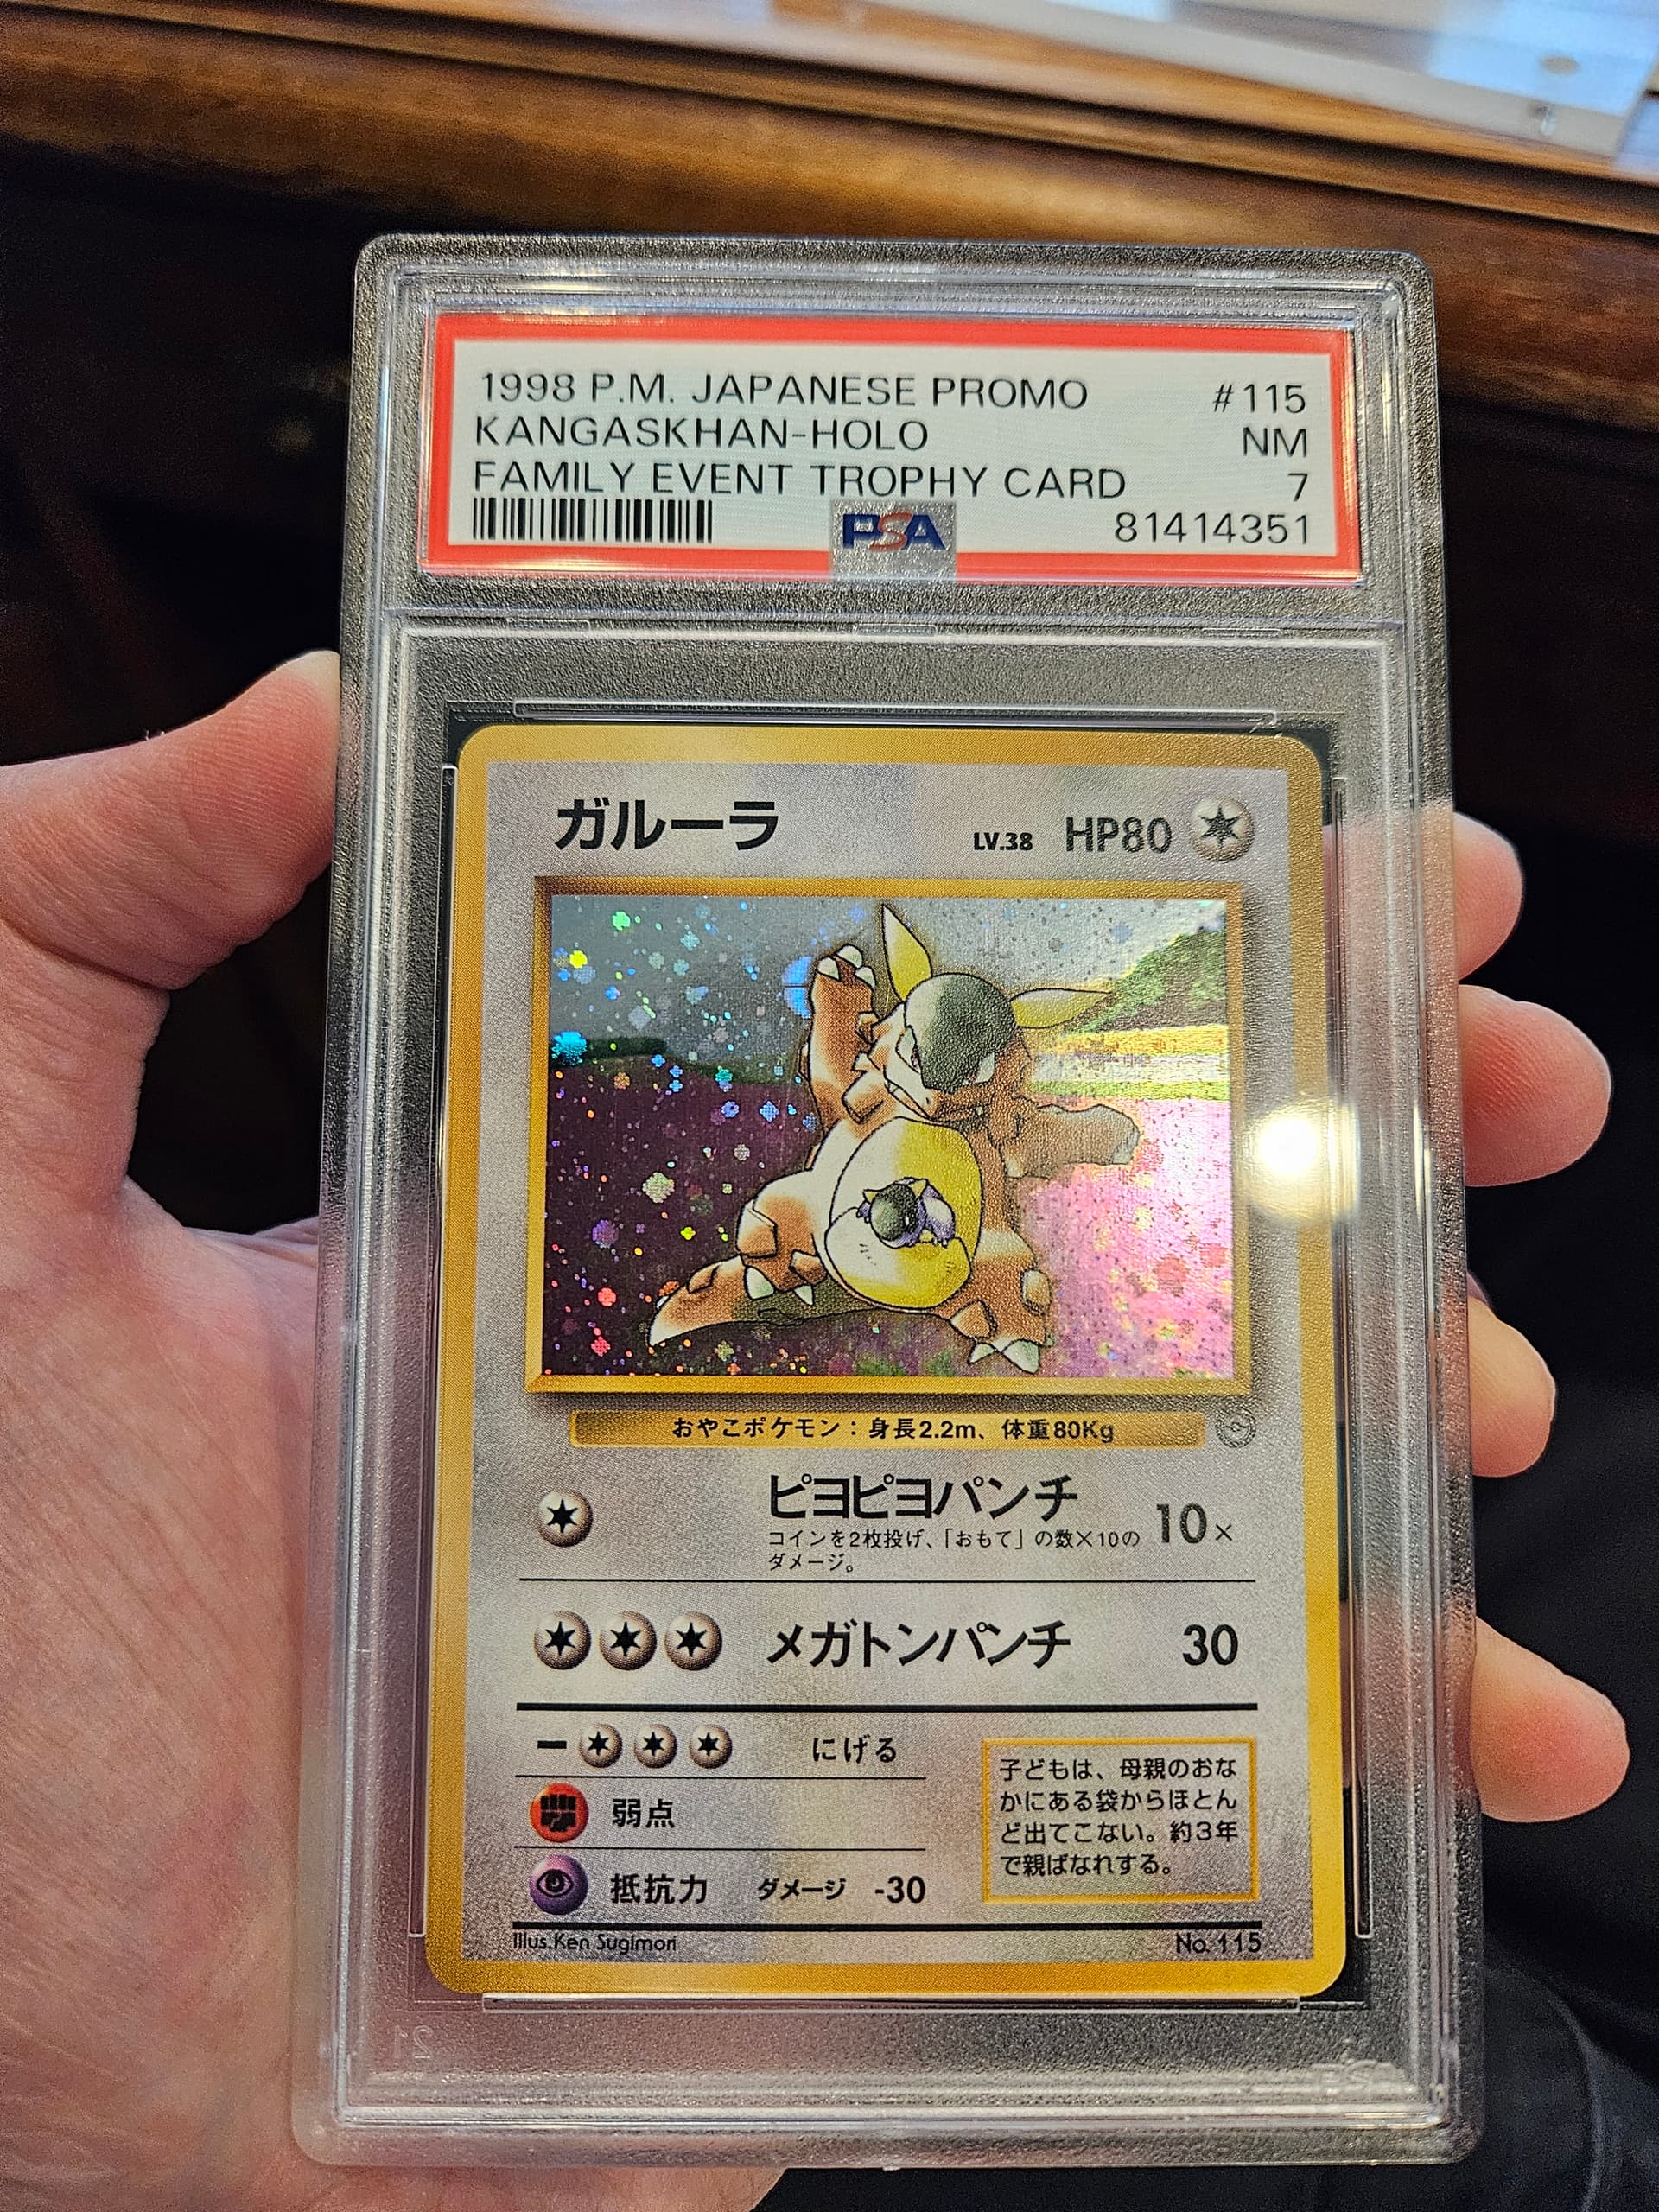 1998 P.M. JAPANESE PROMO #115
KANGASKHAN-HOLO NM
FAMILY EVENT TROPHY CARD 7
PSA 81414351
ガルーラ LV.38 HP80
おやこポケモン：身長2.2m、体重80Kg
ピヨピヨパンチ 10×
コインを2枚投げ、「おもて」の数×10の
ダメージ。
メガトンパンチ 30
ー にげる
弱点
抵抗力 ダメージ -30
子どもは、母親のおな
かにある袋からほとん
ど出てこない。約3年
で親ばなれする。
Illus.Ken Sugimori No. 115